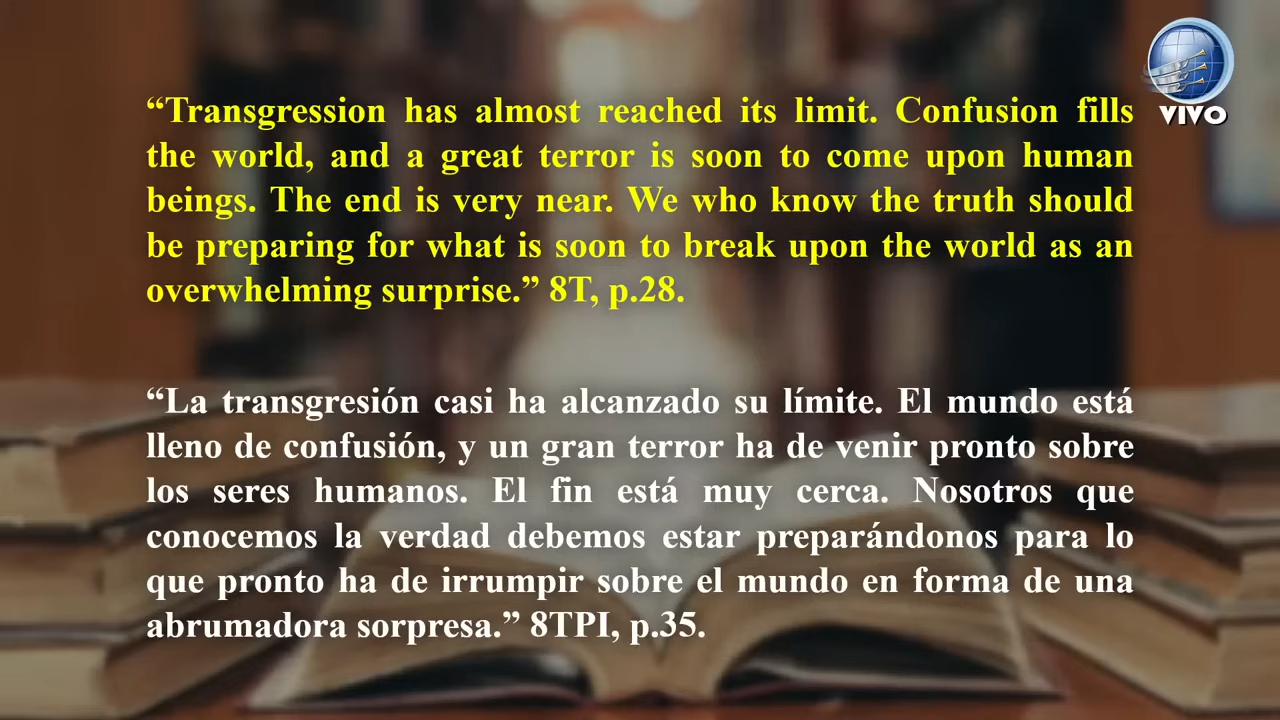 “Transgression has almost reached its limit. Confusion fills
the world, and a great terror is soon to come upon human
beings. The end is very near. We who know the truth should
be preparing for what is soon to break upon the world as an
overwhelming surprise.” 8T, p.28.
“La transgresión casi ha alcanzado su límite. El mundo está
lleno de confusión, y un gran terror ha de venir pronto sobre
los seres humanos. El fin está muy cerca. Nosotros que
conocemos la verdad debemos estar preparándonos para lo
que pronto ha de irrumpir sobre el mundo en forma de una
abrumadora sorpresa.” 8TPI, p.35.
VIVO